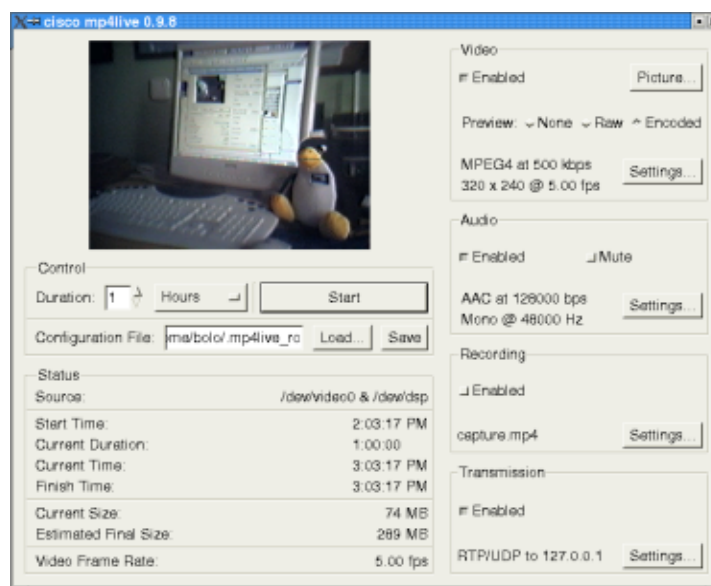 cisco mp4live 0.9.8
Control
Duration: 1 Hours Start
Configuration File: ome/bolo/.mp4live_rc Load... Save
Status
Source: /dev/video0 & /dev/dsp
Start Time: 2:03:17 PM
Current Duration: 1:00:00
Current Time: 3:03:17 PM
Finish Time: 3:03:17 PM
Current Size: 74 MB
Estimated Final Size: 289 MB
Video Frame Rate: 5.00 fps
Video
Enabled Picture...
Preview: None Raw Encoded
MPEG4 at 500 kbps
320 x 240 @ 5.00 fps
Settings...
Audio
Enabled Mute
AAC at 128000 bps
Mono @ 48000 Hz
Settings...
Recording
Enabled
capture.mp4 Settings...
Transmission
Enabled
RTP/UDP to 127.0.0.1 Settings...